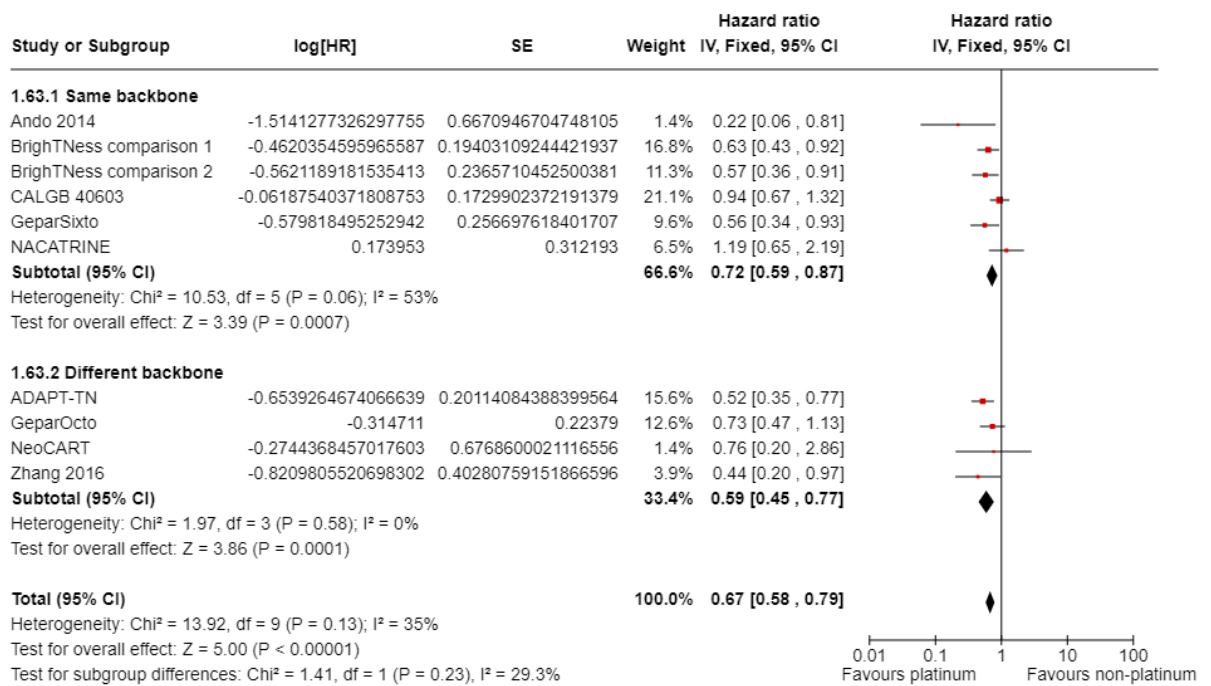 Hazard ratio Hazard ratio
Study or Subgroup log[HR] SE Weight IV, Fixed, 95% CI IV, Fixed, 95% CI
1.63.1 Same backbone
Ando 2014 -1.5141277326297755 0.6670946704748105 1.4% 0.22 [0.06 , 0.81]
BrighTNess comparison 1 -0.4620354595965587 0.19403109244421937 16.8% 0.63 [0.43 , 0.92]
BrighTNess comparison 2 -0.5621189181535413 0.2365710452500381 11.3% 0.57 [0.36 , 0.91]
CALGB 40603 -0.061875403718087​53 0.17299023721913​79 21.1% 0.94 [0.67 , 1.32]
GeparSixto -0.579818495252942 0.256697618401707 9.6% 0.56 [0.34 , 0.93]
NACATRINE 0.173953 0.312193 6.5% 1.19 [0.65 , 2.19]
Subtotal (95% CI) 66.6% 0.72 [0.59 , 0.87]
Heterogeneity: Chi² = 10.53, df = 5 (P = 0.06); I² = 53%
Test for overall effect: Z = 3.39 (P = 0.0007)
1.63.2 Different backbone
ADAPT-TN -0.6539264674066639 0.20114084388399564 15.6% 0.52 [0.35 , 0.77]
GeparOcto -0.314711 0.22379 12.6% 0.73 [0.47 , 1.13]
NeoCART -0.2744368457017603 0.6768600021116556 1.4% 0.76 [0.20 , 2.86]
Zhang 2016 -0.8209805520698302 0.40280759151866596 3.9% 0.44 [0.20 , 0.97]
Subtotal (95% CI) 33.4% 0.59 [0.45 , 0.77]
Heterogeneity: Chi² = 1.97, df = 3 (P = 0.58); I² = 0%
Test for overall effect: Z = 3.86 (P = 0.0001)
Total (95% CI) 100.0% 0.67 [0.58 , 0.79]
Heterogeneity: Chi² = 13.92, df = 9 (P = 0.13); I² = 35%
Test for overall effect: Z = 5.00 (P < 0.00001)
0.01 0.1 1 10 100
Test for subgroup differences: Chi² = 1.41, df = 1 (P = 0.23), I² = 29.3%
Favours platinum Favours non-platinum